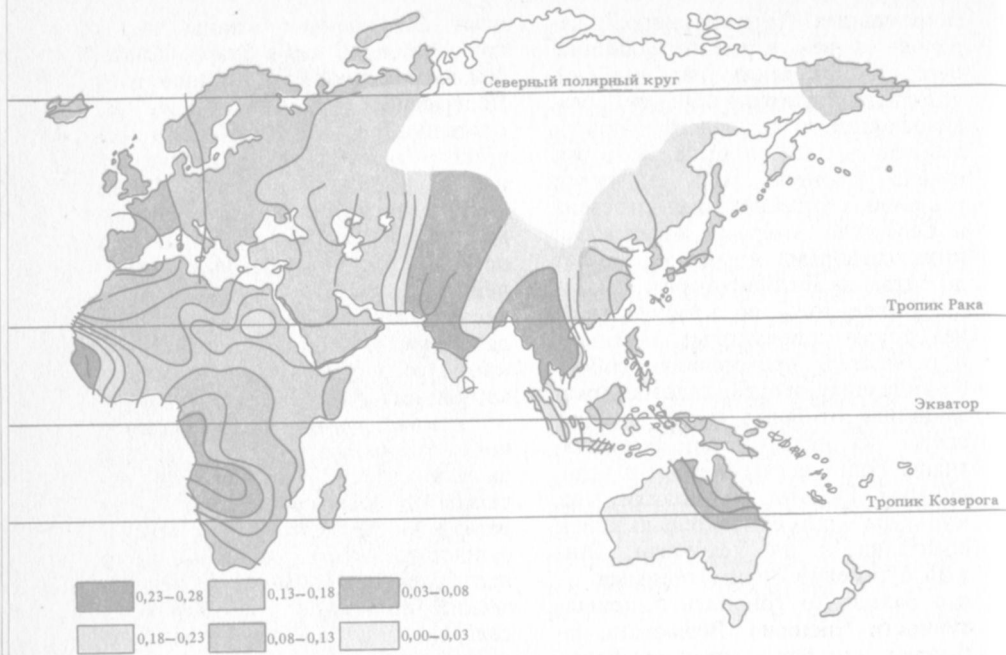 Северный полярный круг
Тропик Рака
Экватор
Тропик Козерога
0,23—0,28 0,13—0,18 0,03—0,08
0,18—0,23 0,08—0,13 0,00—0,03